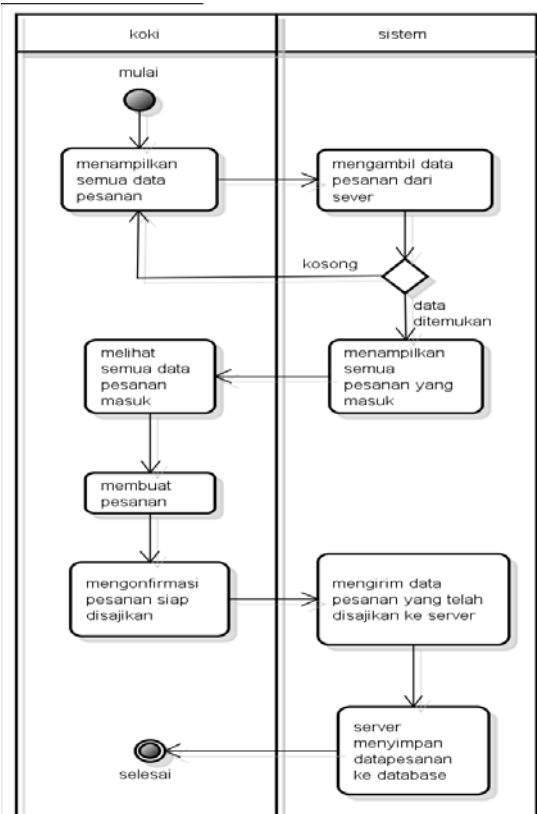 koki
sistem
mulai
menampilkan
semua data
pesanan
mengambil data
pesanan dari
sever
kosong
data
ditemukan
melihat
semua data
pesanan
masuk
menampilkan
semua
pesanan yang
masuk
membuat
pesanan
mengonfirmasi
pesanan siap
disajikan
mengirim data
pesanan yang telah
disajikan ke server
server
menyimpan
datapesanan
ke database
selesai